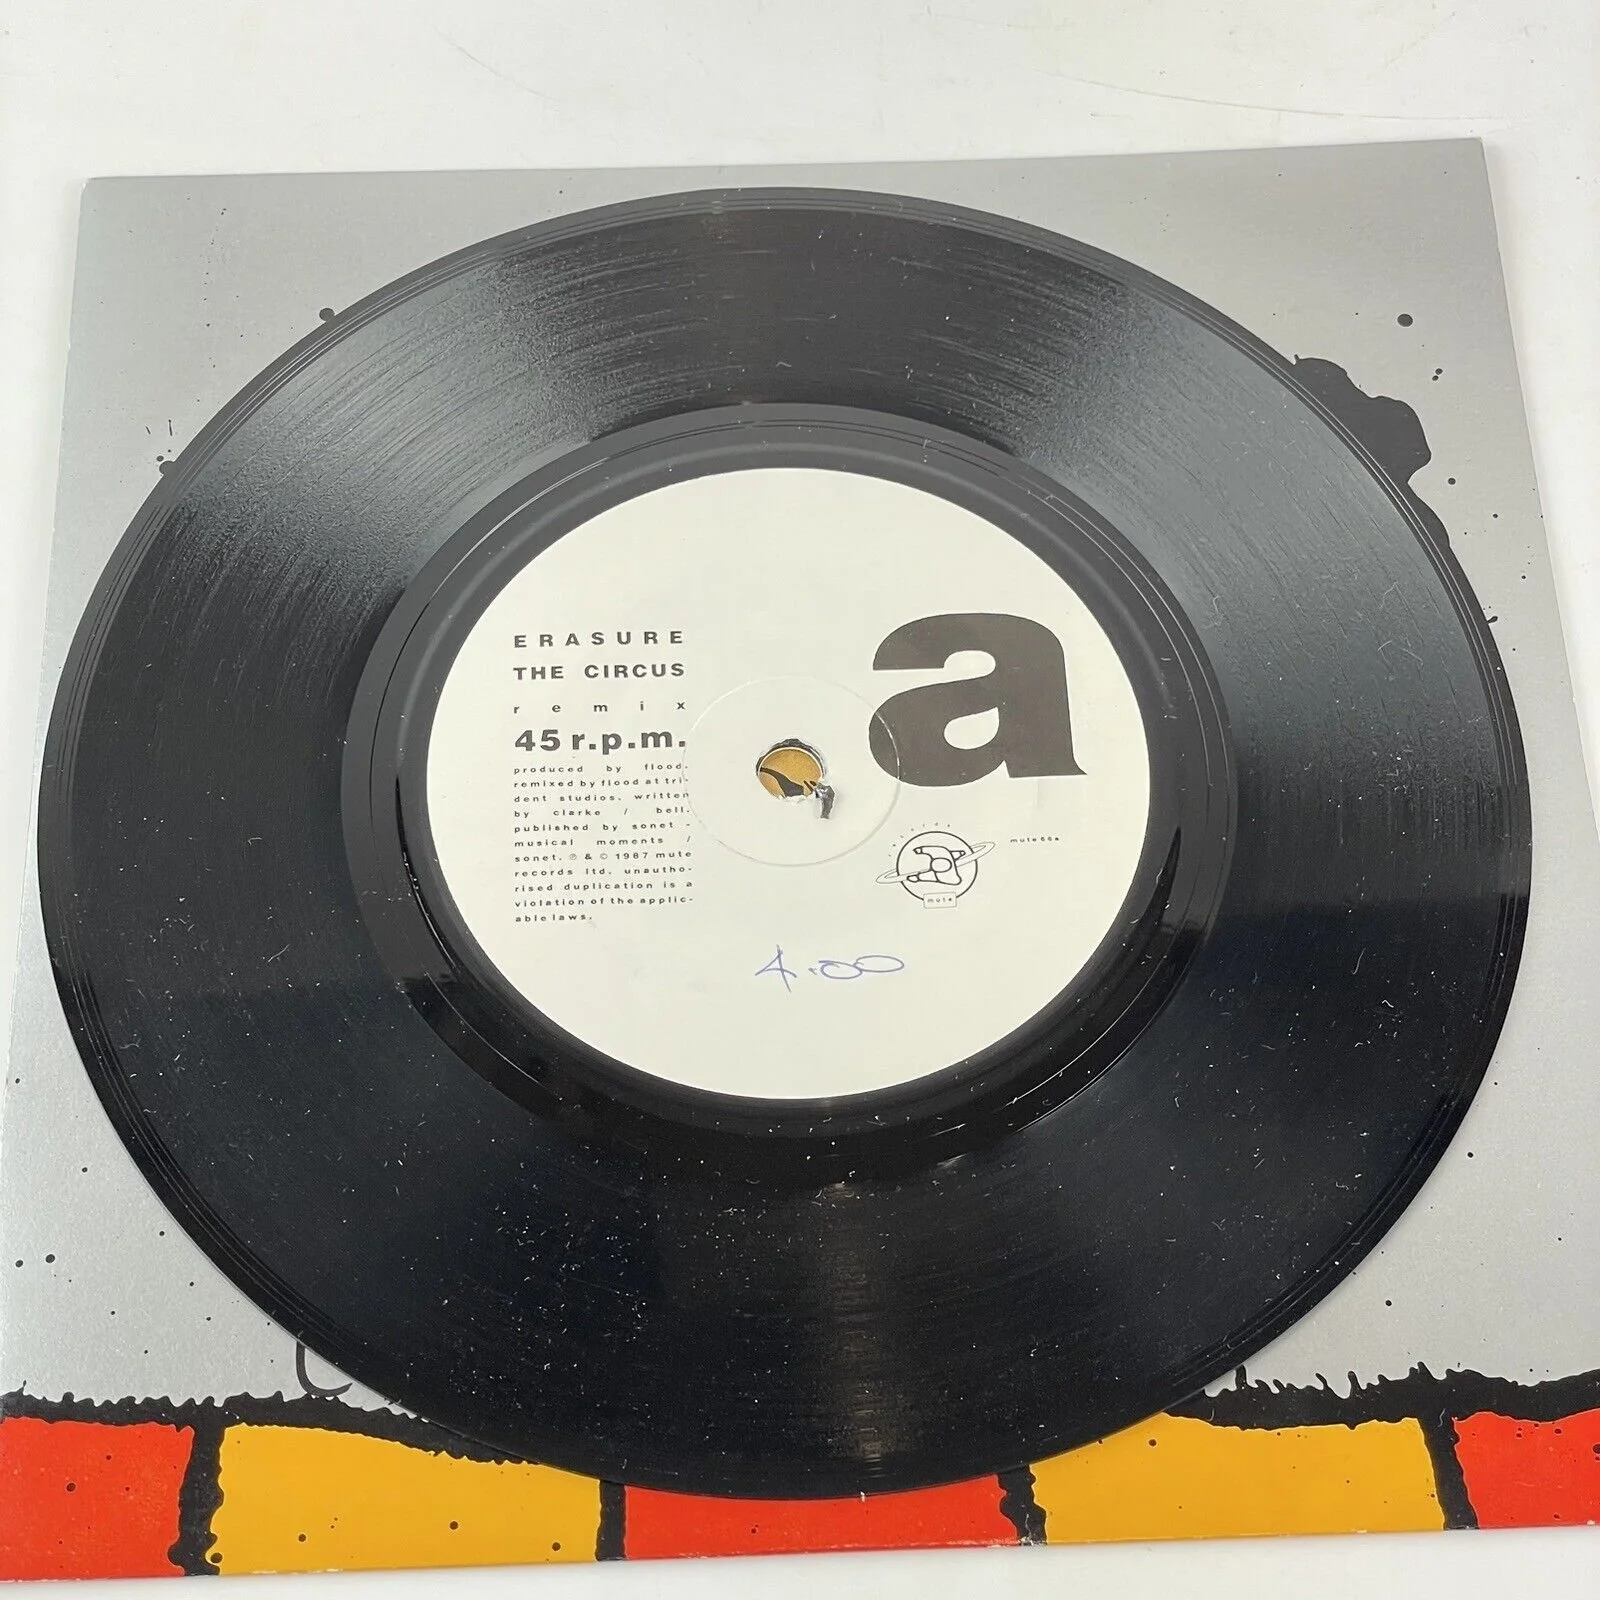 ERASURE
THE CIRCUS
remix
45 r.p.m.
produced by flood.
remixed by flood at tri-
dent studios. written
by clarke / bell.
published by sonet -
musical moments /
sonet. ℗ & © 1987 mute
records ltd. unautho-
rised duplication is a
violation of the applic-
able laws.
a
records
mute
mute66a
4.00